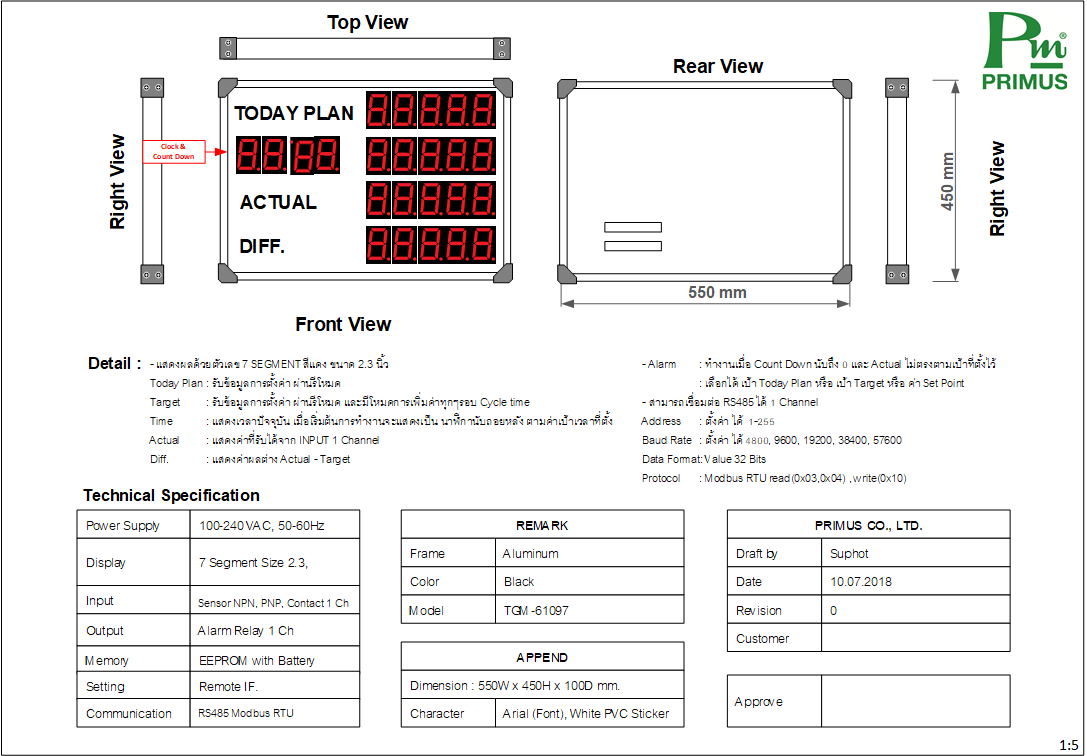 Top View
Rear View
Pm®
PRIMUS
Right View
Clock &
Count Down
TODAY PLAN 8.8.8.8.8.
8.8.8.8. 8.8.8.8.8.
ACTUAL 8.8.8.8.8.
DIFF. 8.8.8.8.8.
450 mm
Right View
550 mm
Front View
Detail : - แสดงผลด้วยตัวเลข 7 SEGMENT สีแดง ขนาด 2.3 นิ้ว
Today Plan : รับข้อมูลการตั้งค่า ผ่านรีโหมด
Target : รับข้อมูลการตั้งค่า ผ่านรีโหมด และมีโหมดการเพิ่มค่าทุกๆรอบ Cycle time
Time : แสดงเวลาปัจจุบัน เมื่อเริ่มต้นการทำงานจะแสดงเป็น นาฬิกานับถอยหลัง ตามค่าเป้าเวลาที่ตั้ง
Actual : แสดงค่าที่รับได้จาก INPUT 1 Channel
Diff. : แสดงค่าผลต่าง Actual - Target
- Alarm : ทำงานเมื่อ Count Down นับถึง 0 และ Actual ไม่ตรงตามเป้าที่ตั้งไว้
: เลือกได้ เป้า Today Plan หรือ เป้า Target หรือ ค่า Set Point
- สามารถเชื่อมต่อ RS485 ได้ 1 Channel
Address : ตั้งค่า ได้ 1-255
Baud Rate : ตั้งค่า ได้ 4800, 9600, 19200, 38400, 57600
Data Format: Value 32 Bits
Protocol : Modbus RTU read(0x03,0x04) ,write(0x10)
Technical Specification
Power Supply 100-240 VAC, 50-60Hz
Display 7 Segment Size 2.3,
Input Sensor NPN, PNP, Contact 1 Ch
Output Alarm Relay 1 Ch
Memory EEPROM with Battery
Setting Remote IF.
Communication RS485 Modbus RTU
REMARK
Frame Aluminum
Color Black
Model TGM-61097
APPEND
Dimension : 550W x 450H x 100D mm.
Character Arial (Font), White PVC Sticker
PRIMUS CO., LTD.
Draft by Suphot
Date 10.07.2018
Revision 0
Customer
Approve
1:5